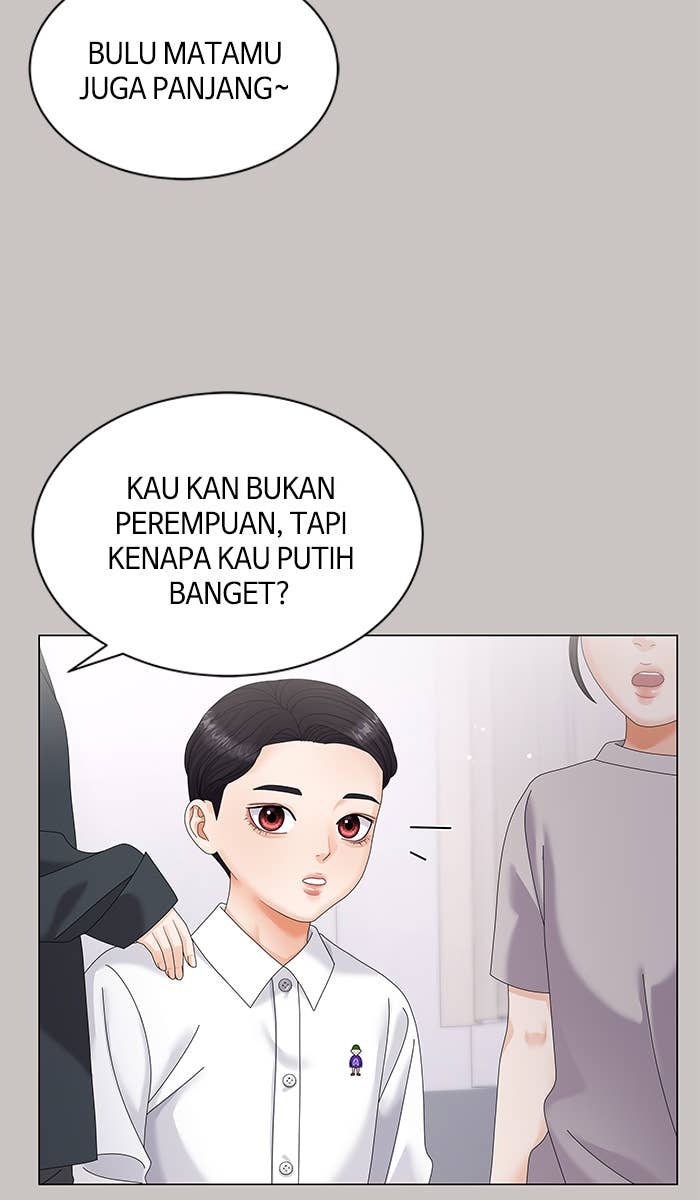 BULU MATAMU
JUGA PANJANG~
KAU KAN BUKAN
PEREMPUAN, TAPI
KENAPA KAU PUTIH
BANGET?